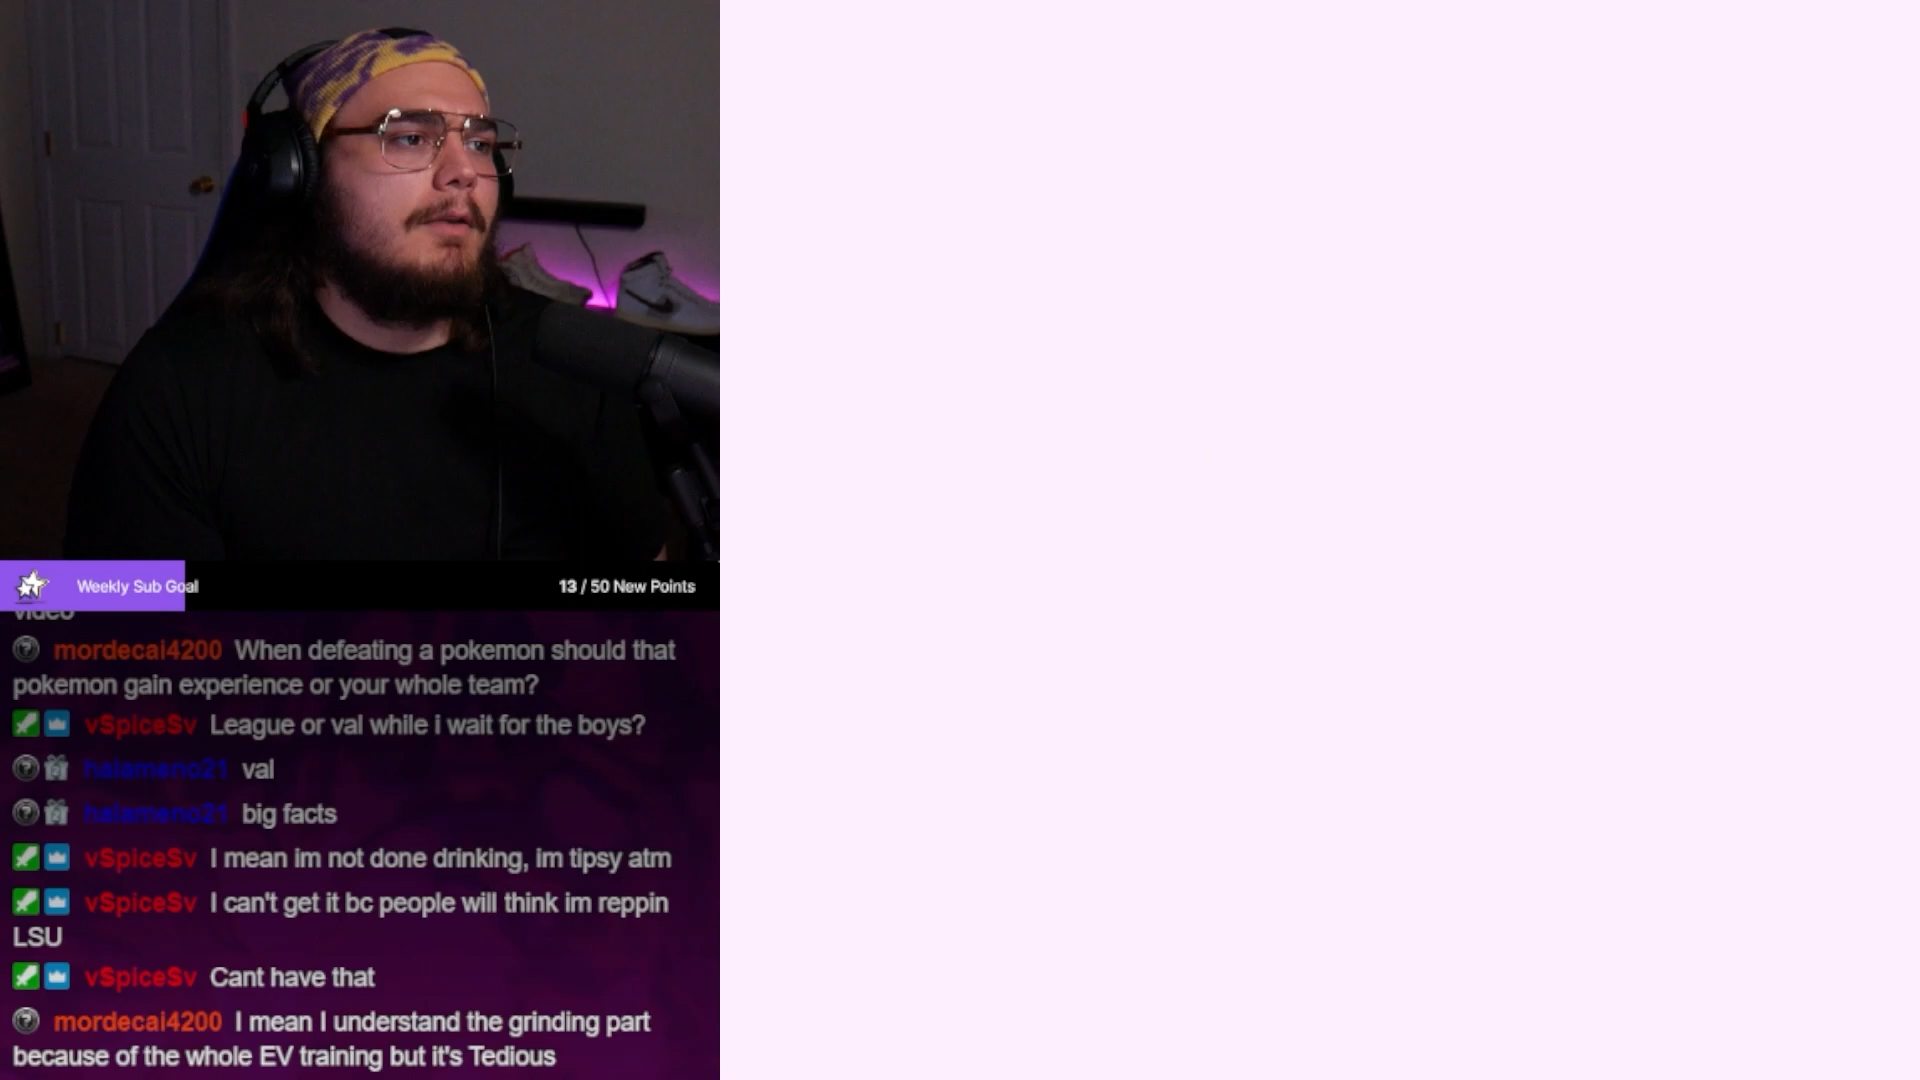 Weekly Sub Goal 13 / 50 New Points
video
mordecai4200 When defeating a pokemon should that
pokemon gain experience or your whole team?
vSpiceSv League or val while i wait for the boys?
halameno21 val
halameno21 big facts
vSpiceSv I mean im not done drinking, im tipsy atm
vSpiceSv I can't get it bc people will think im reppin
LSU
vSpiceSv Cant have that
mordecai4200 I mean I understand the grinding part
because of the whole EV training but it's Tedious